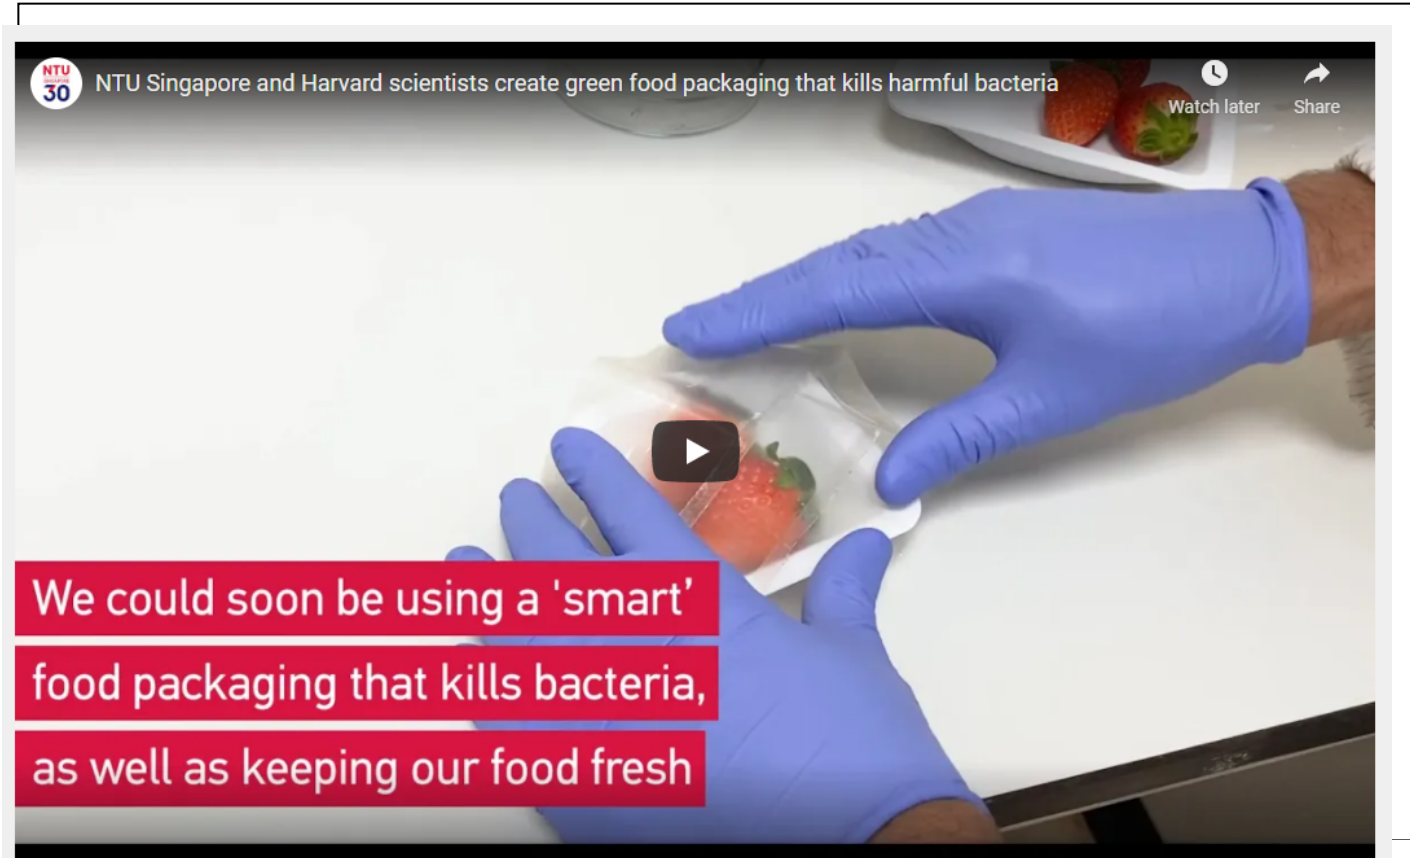 NTU
SINGAPORE
30
NTU Singapore and Harvard scientists create green food packaging that kills harmful bacteria
Watch later
Share
We could soon be using a 'smart’
food packaging that kills bacteria,
as well as keeping our food fresh